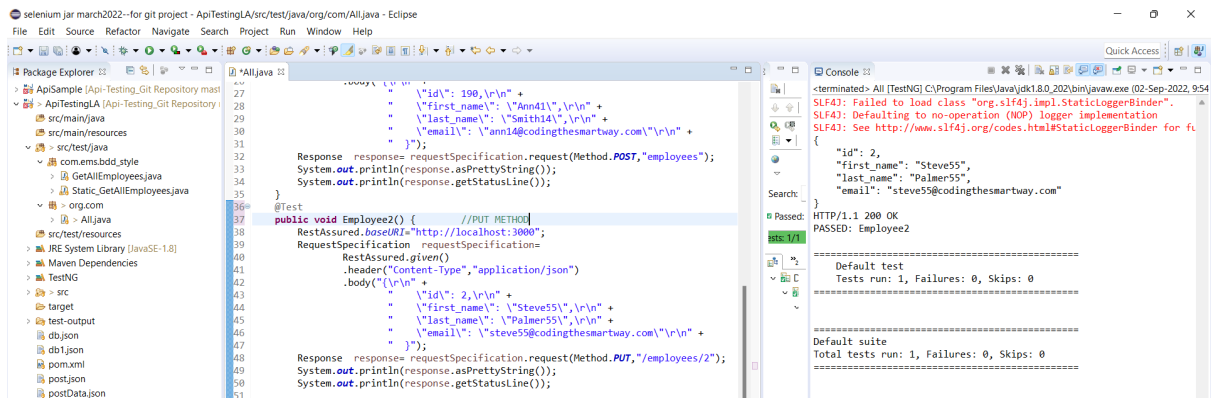 selenium jar march2022--for git project - ApiTestingLA/src/test/java/org/com/All.java - Eclipse
File Edit Source Refactor Navigate Search Project Run Window Help
Quick Access
Package Explorer
ApiSample [Api-Testing_Git Repository mast
> ApiTestingLA [Api-Testing_Git Repository
src/main/java
src/main/resources
> src/test/java
com.ems.bdd_style
GetAllEmployees.java
Static_GetAllEmployees.java
> org.com
> All.java
src/test/resources
JRE System Library [JavaSE-1.8]
Maven Dependencies
TestNG
> src
target
test-output
db.json
db1.json
pom.xml
post.json
postData.json
*All.java
27 " \"id\": 190,\r\n" +
28 " \"first_name\": \"Ann41\",\r\n" +
29 " \"last_name\": \"Smith14\",\r\n" +
30 " \"email\": \"ann14@codingthesmartway.com\"\r\n" +
31 " }");
32 Response response= requestSpecification.request(Method.POST,"employees");
33 System.out.println(response.asPrettyString());
34 System.out.println(response.getStatusLine());
35 }
36 @Test
37 public void Employee2() { //PUT METHOD
38 RestAssured.baseURI="http://localhost:3000";
39 RequestSpecification requestSpecification=
40 RestAssured.given()
41 .header("Content-Type","application/json")
42 .body("{\r\n" +
43 " \"id\": 2,\r\n" +
44 " \"first_name\": \"Steve55\",\r\n" +
45 " \"last_name\": \"Palmer55\",\r\n" +
46 " \"email\": \"steve55@codingthesmartway.com\"\r\n" +
47 " }");
48 Response response= requestSpecification.request(Method.PUT,"/employees/2");
49 System.out.println(response.asPrettyString());
50 System.out.println(response.getStatusLine());
51
Search:
Passed:
ests: 1/1
Console
<terminated> All [TestNG] C:\Program Files\Java\jdk1.8.0_202\bin\javaw.exe (02-Sep-2022, 9:54
SLF4J: Failed to load class "org.slf4j.impl.StaticLoggerBinder".
SLF4J: Defaulting to no-operation (NOP) logger implementation
SLF4J: See http://www.slf4j.org/codes.html#StaticLoggerBinder for fu
{
"id": 2,
"first_name": "Steve55",
"last_name": "Palmer55",
"email": "steve55@codingthesmartway.com"
}
HTTP/1.1 200 OK
PASSED: Employee2
===============================================
Default test
Tests run: 1, Failures: 0, Skips: 0
===============================================
===============================================
Default suite
Total tests run: 1, Failures: 0, Skips: 0
===============================================